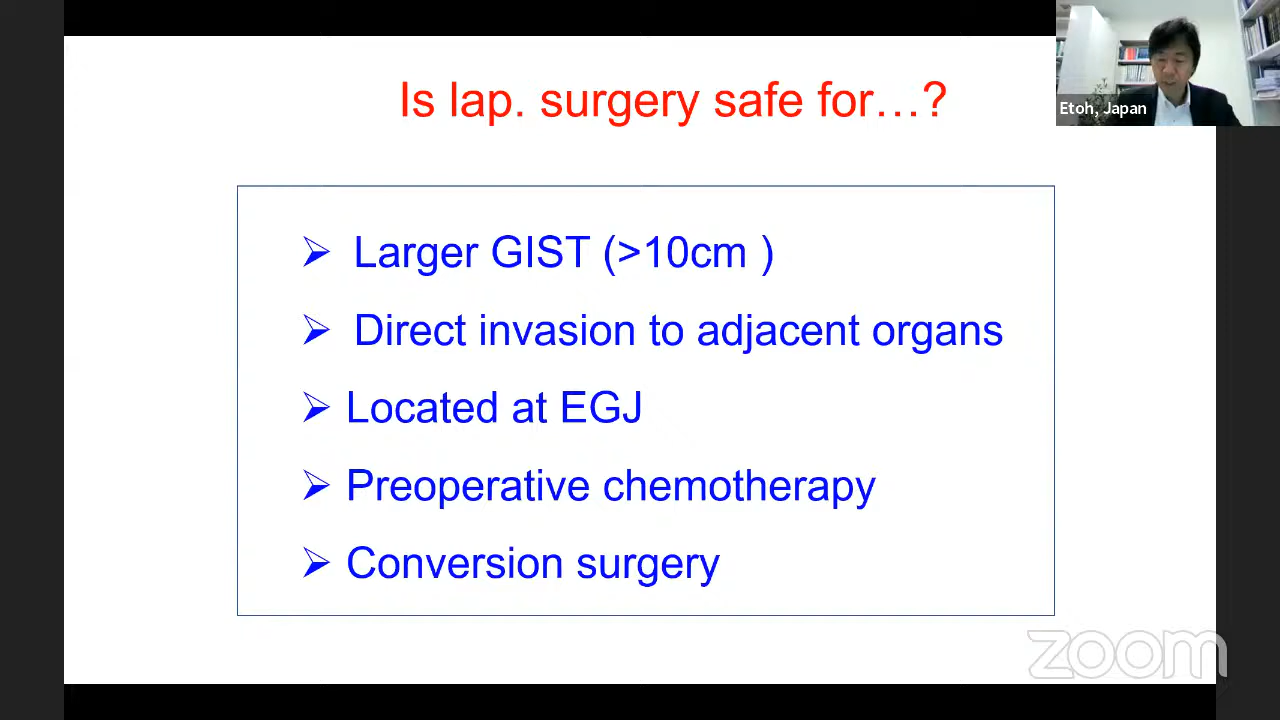 Is lap. surgery safe for...?
Etoh, Japan
➢ Larger GIST (>10cm )
➢ Direct invasion to adjacent organs
➢ Located at EGJ
➢ Preoperative chemotherapy
➢ Conversion surgery
zoom